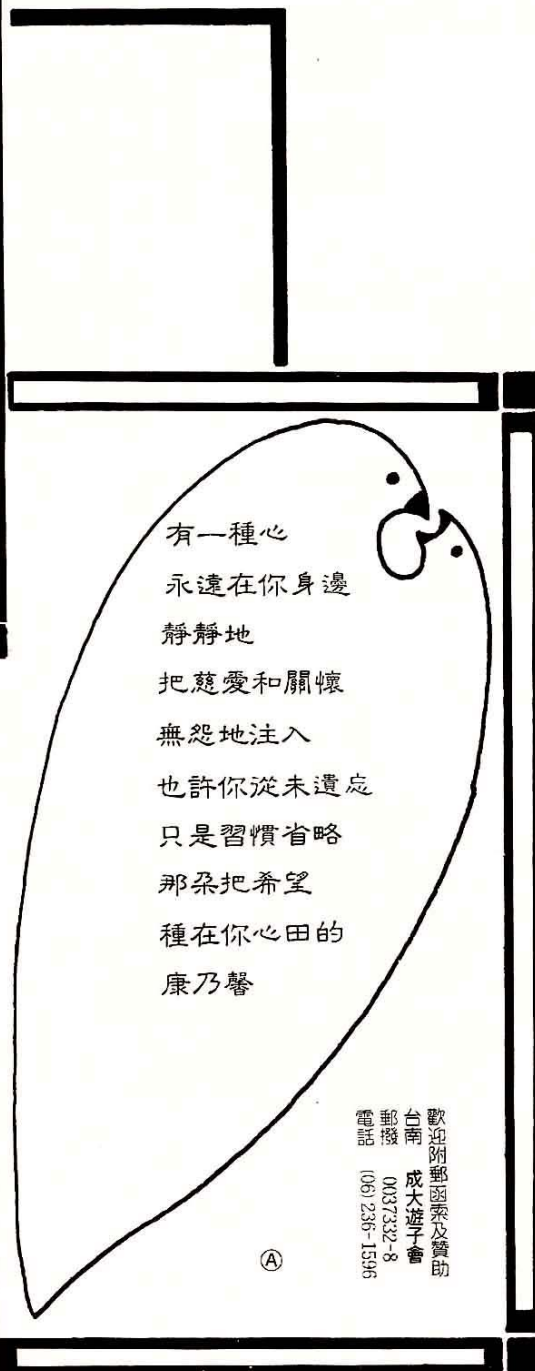 有一種心
永遠在你身邊
靜靜地
把慈愛和關懷
無怨地注入
也許你從未遺忘
只是習慣省略
那朵把希望
種在你心田的
康乃馨
歡迎附郵函索及贊助
台南 成大遊子會
郵撥 0037332-8
電話 (06) 236-1596
Ⓐ